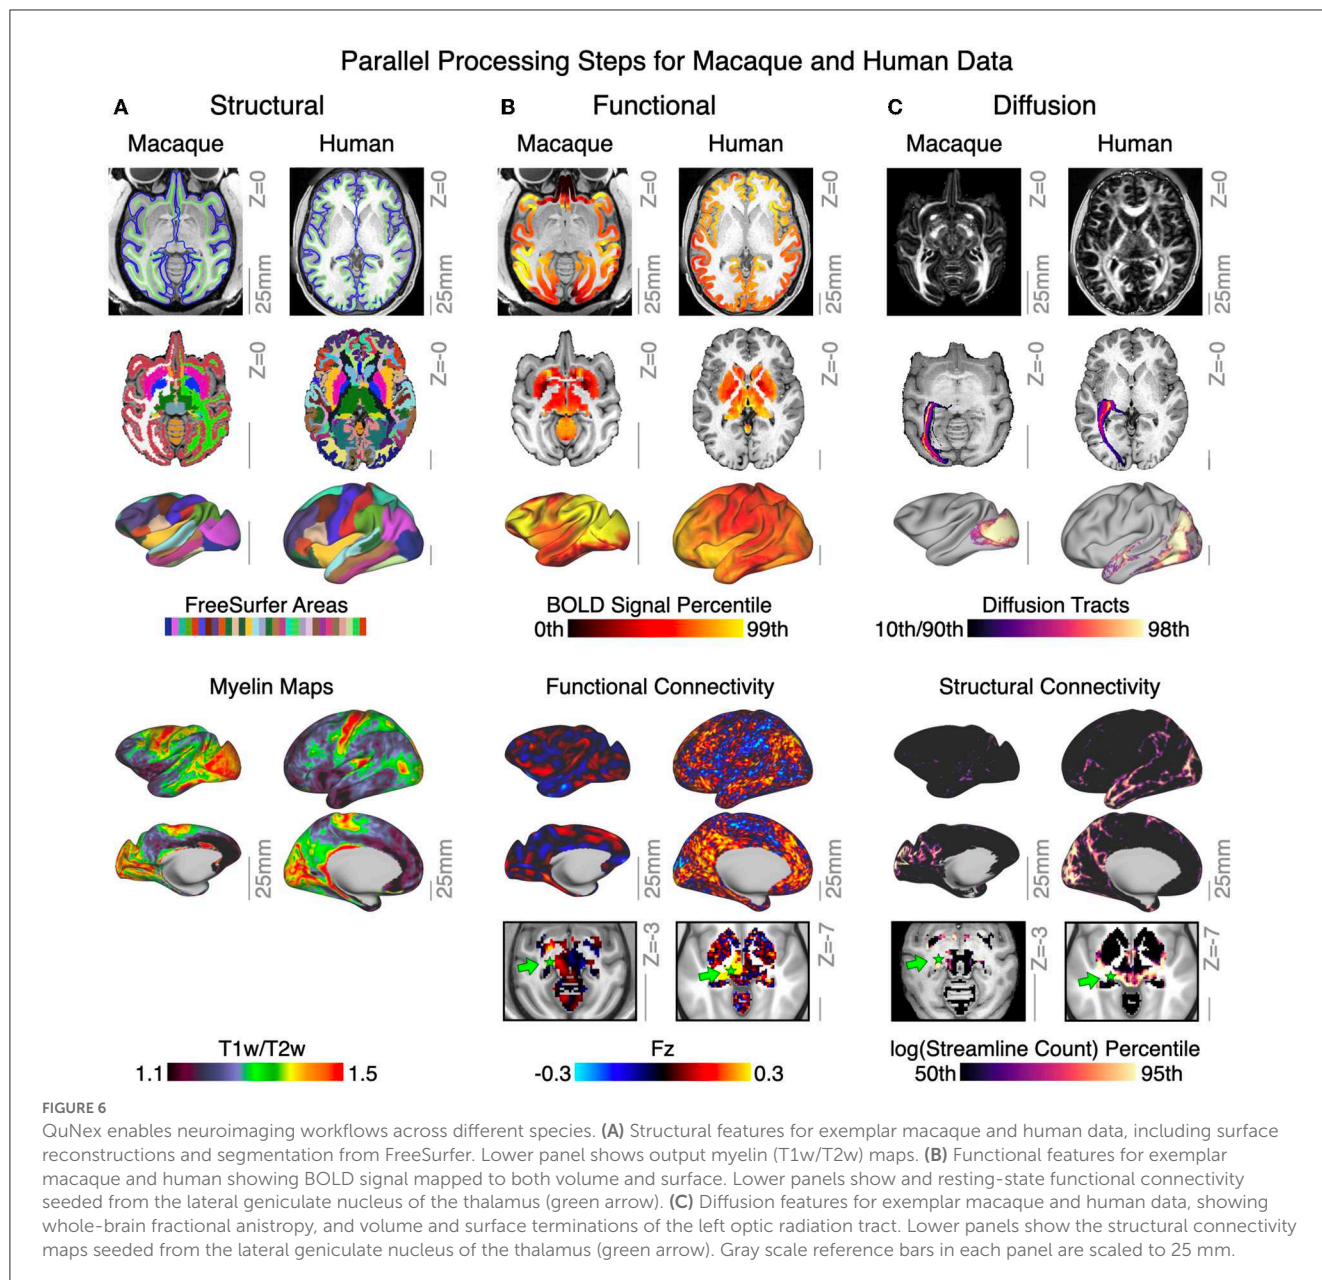 Parallel Processing Steps for Macaque and Human Data
A Structural
Macaque Human
Z=0
25mm
Z=0
25mm
Z=0
Z=-0
FreeSurfer Areas
Myelin Maps
25mm
25mm
T1w/T2w
1.1 1.5
B Functional
Macaque Human
Z=0
25mm
Z=0
25mm
Z=0
Z=-0
BOLD Signal Percentile
0th 99th
Functional Connectivity
25mm
25mm
Z=-3
Z=-7
Fz
-0.3 0.3
C Diffusion
Macaque Human
Z=0
25mm
Z=0
25mm
Z=0
Z=-0
Diffusion Tracts
10th/90th 98th
Structural Connectivity
25mm
25mm
Z=-3
Z=-7
log(Streamline Count) Percentile
50th 95th
FIGURE 6
QuNex enables neuroimaging workflows across different species. (A) Structural features for exemplar macaque and human data, including surface
reconstructions and segmentation from FreeSurfer. Lower panel shows output myelin (T1w/T2w) maps. (B) Functional features for exemplar
macaque and human showing BOLD signal mapped to both volume and surface. Lower panels show and resting-state functional connectivity
seeded from the lateral geniculate nucleus of the thalamus (green arrow). (C) Diffusion features for exemplar macaque and human data, showing
whole-brain fractional anistropy, and volume and surface terminations of the left optic radiation tract. Lower panels show the structural connectivity
maps seeded from the lateral geniculate nucleus of the thalamus (green arrow). Gray scale reference bars in each panel are scaled to 25 mm.